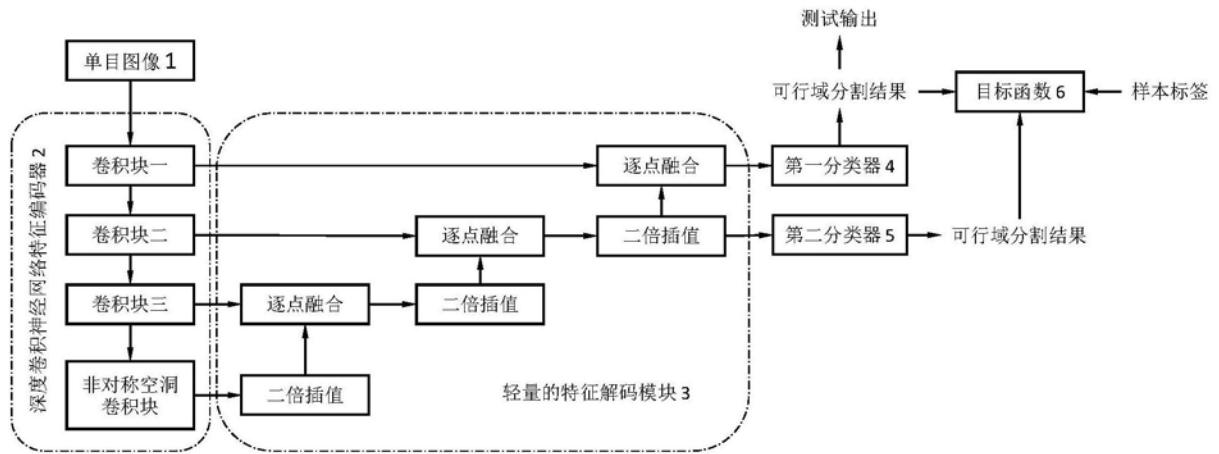 测试输出
单目图像 1
可行域分割结果
目标函数 6
样本标签
深度卷积神经网络特征编码器 2
卷积块一
逐点融合
第一分类器 4
卷积块二
逐点融合
二倍插值
第二分类器 5
可行域分割结果
卷积块三
逐点融合
二倍插值
非对称空洞
卷积块
二倍插值
轻量的特征解码模块 3